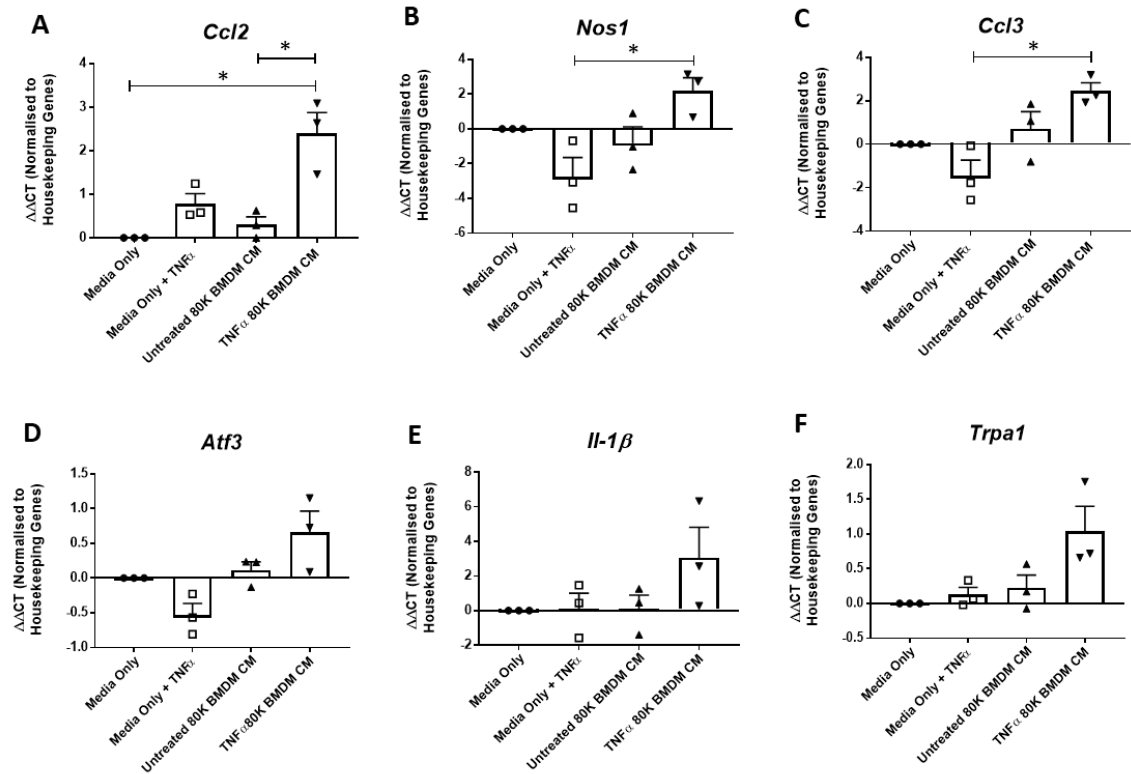 A
Ccl2
ΔΔCT (Normalised to
Housekeeping Genes)
4
3
2
1
0
*
*
Media Only
Media Only + TNFα
Untreated 80K BMDM CM
TNFα 80K BMDM CM
B
Nos1
ΔΔCT (Normalised to
Housekeeping Genes)
4
2
0
-2
-4
-6
*
Media Only
Media Only + TNFα
Untreated 80K BMDM CM
TNFα 80K BMDM CM
C
Ccl3
ΔΔCT (Normalised to
Housekeeping Genes)
4
2
0
-2
-4
*
Media Only
Media Only + TNFα
Untreated 80K BMDM CM
TNFα 80K BMDM CM
D
Atf3
ΔΔCT (Normalised to
Housekeeping Genes)
1.5
1.0
0.5
0.0
-0.5
-1.0
Media Only
Media Only + TNFα
Untreated 80K BMDM CM
TNFα80K BMDM CM
E
Il-1β
ΔΔCT (Normalised to
Housekeeping Genes)
8
6
4
2
0
-2
Media Only
Media Only + TNFα
Untreated 80K BMDM CM
TNFα 80K BMDM CM
F
Trpa1
ΔΔCT (Normalised to
Housekeeping Genes)
2.0
1.5
1.0
0.5
0.0
-0.5
Media Only
Media Only + TNFα
Untreated 80K BMDM CM
TNFα 80K BMDM CM